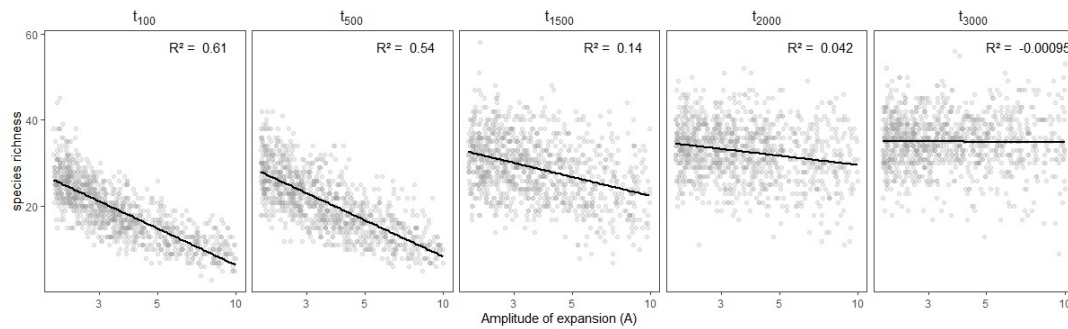 t100 t500 t1500 t2000 t3000
R² = 0.61 R² = 0.54 R² = 0.14 R² = 0.042 R² = -0.00095
60
40
20
species richness
3 5 10 3 5 10 3 5 10 3 5 10 3 5 10
Amplitude of expansion (A)